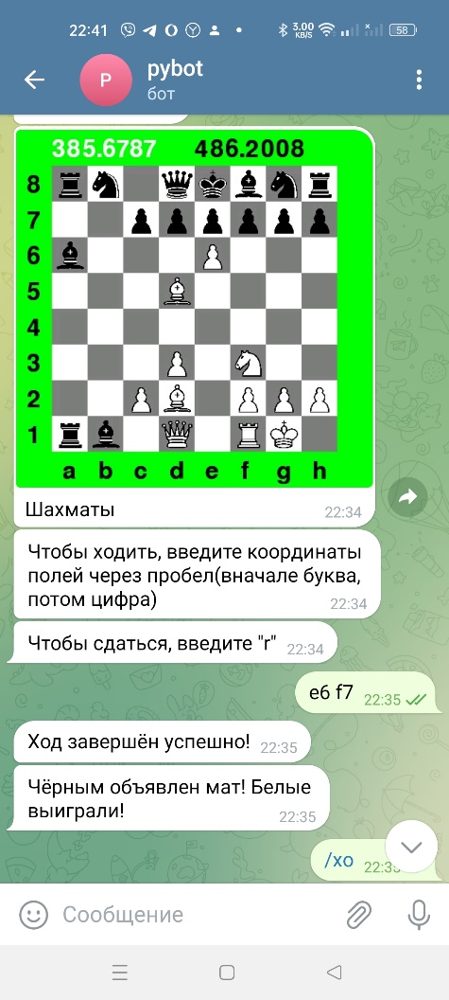 22:41
3.00
KB/S
58
P
pybot
бот
385.6787 486.2008
8
7
6
5
4
3
2
1
a b c d e f g h
Шахматы
22:34
Чтобы ходить, введите координаты
полей через пробел(вначале буква,
потом цифра)
22:34
Чтобы сдаться, введите "r"
22:34
e6 f7
22:35
Ход завершён успешно!
22:35
Чёрным объявлен мат! Белые
выиграли!
22:35
/xo
Сообщение